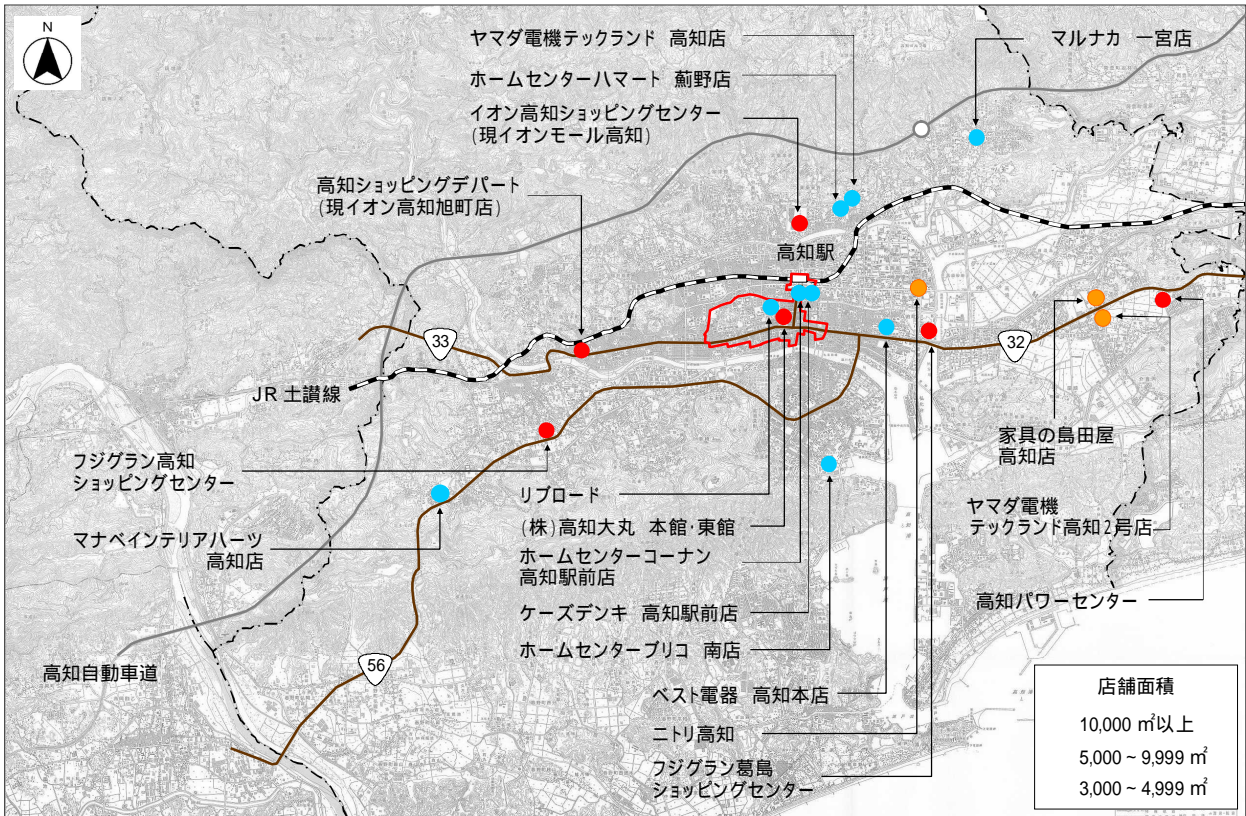 N
ヤマダ電機テックランド 高知店
マルナカ 一宮店
ホームセンターハマート 薊野店
イオン高知ショッピングセンター
(現イオンモール高知)
高知ショッピングデパート
(現イオン高知旭町店)
高知駅
33
32
JR 土讃線
家具の島田屋
高知店
フジグラン高知
ショッピングセンター
リブロード
ヤマダ電機
テックランド高知2号店
(株)高知大丸 本館・東館
マナベインテリアハーツ
高知店
ホームセンターコーナン
高知駅前店
高知パワーセンター
ケーズデンキ 高知駅前店
ホームセンターブリコ 南店
高知自動車道
56
ベスト電器 高知本店
ニトリ高知
フジグラン葛島
ショッピングセンター
店舗面積
10,000 ㎡以上
5,000 ~ 9,999 ㎡
3,000 ~ 4,999 ㎡